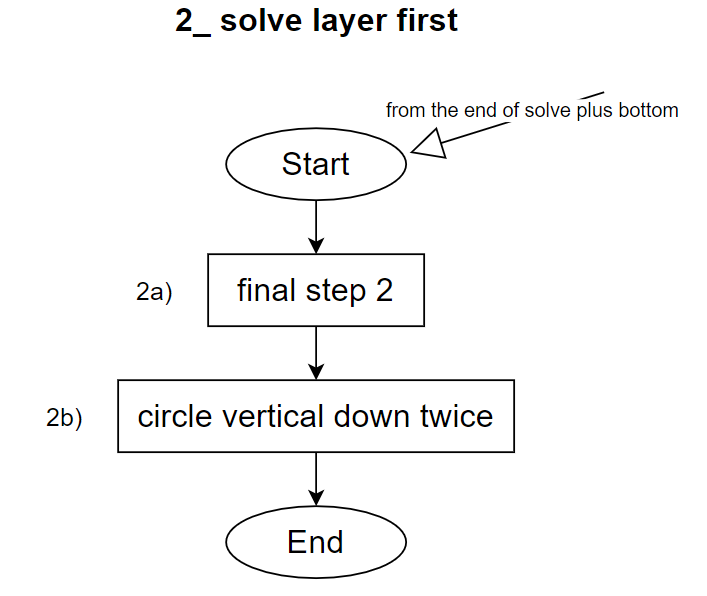 2_ solve layer first
from the end of solve plus bottom
Start
2a)
final step 2
2b)
circle vertical down twice
End